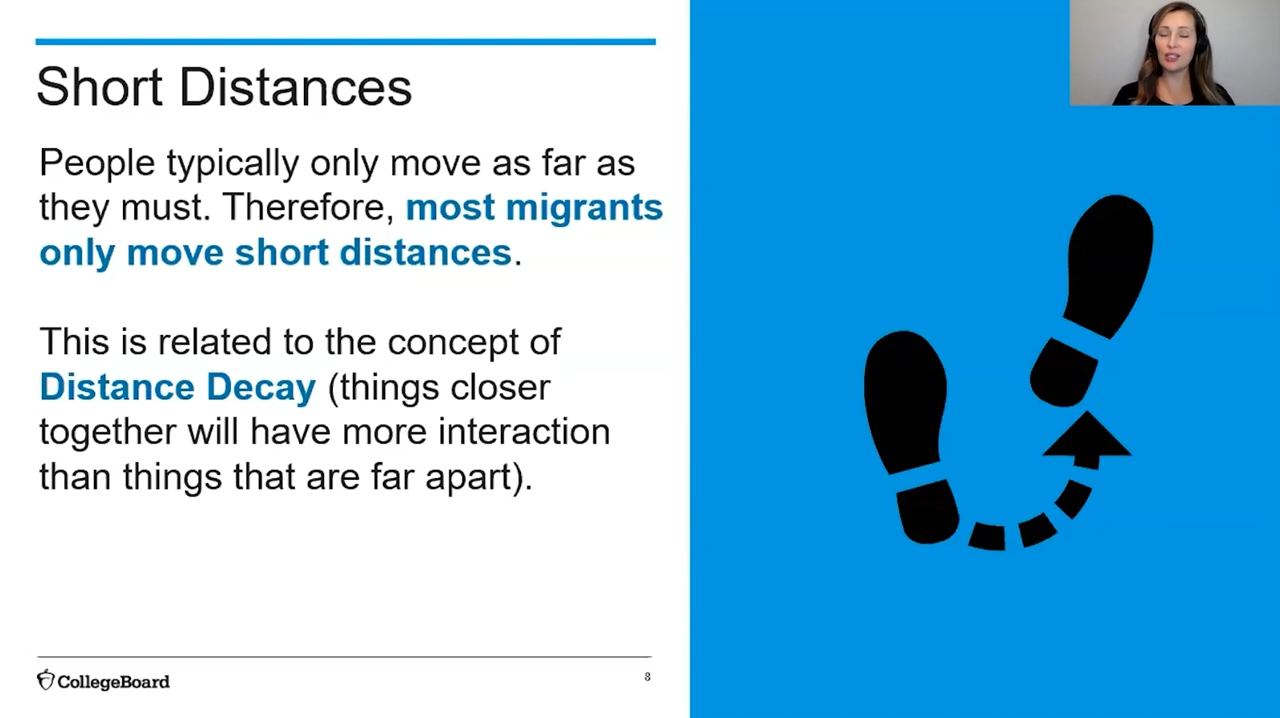 Short Distances
People typically only move as far as
they must. Therefore, most migrants
only move short distances.
This is related to the concept of
Distance Decay (things closer
together will have more interaction
than things that are far apart).
CollegeBoard
8